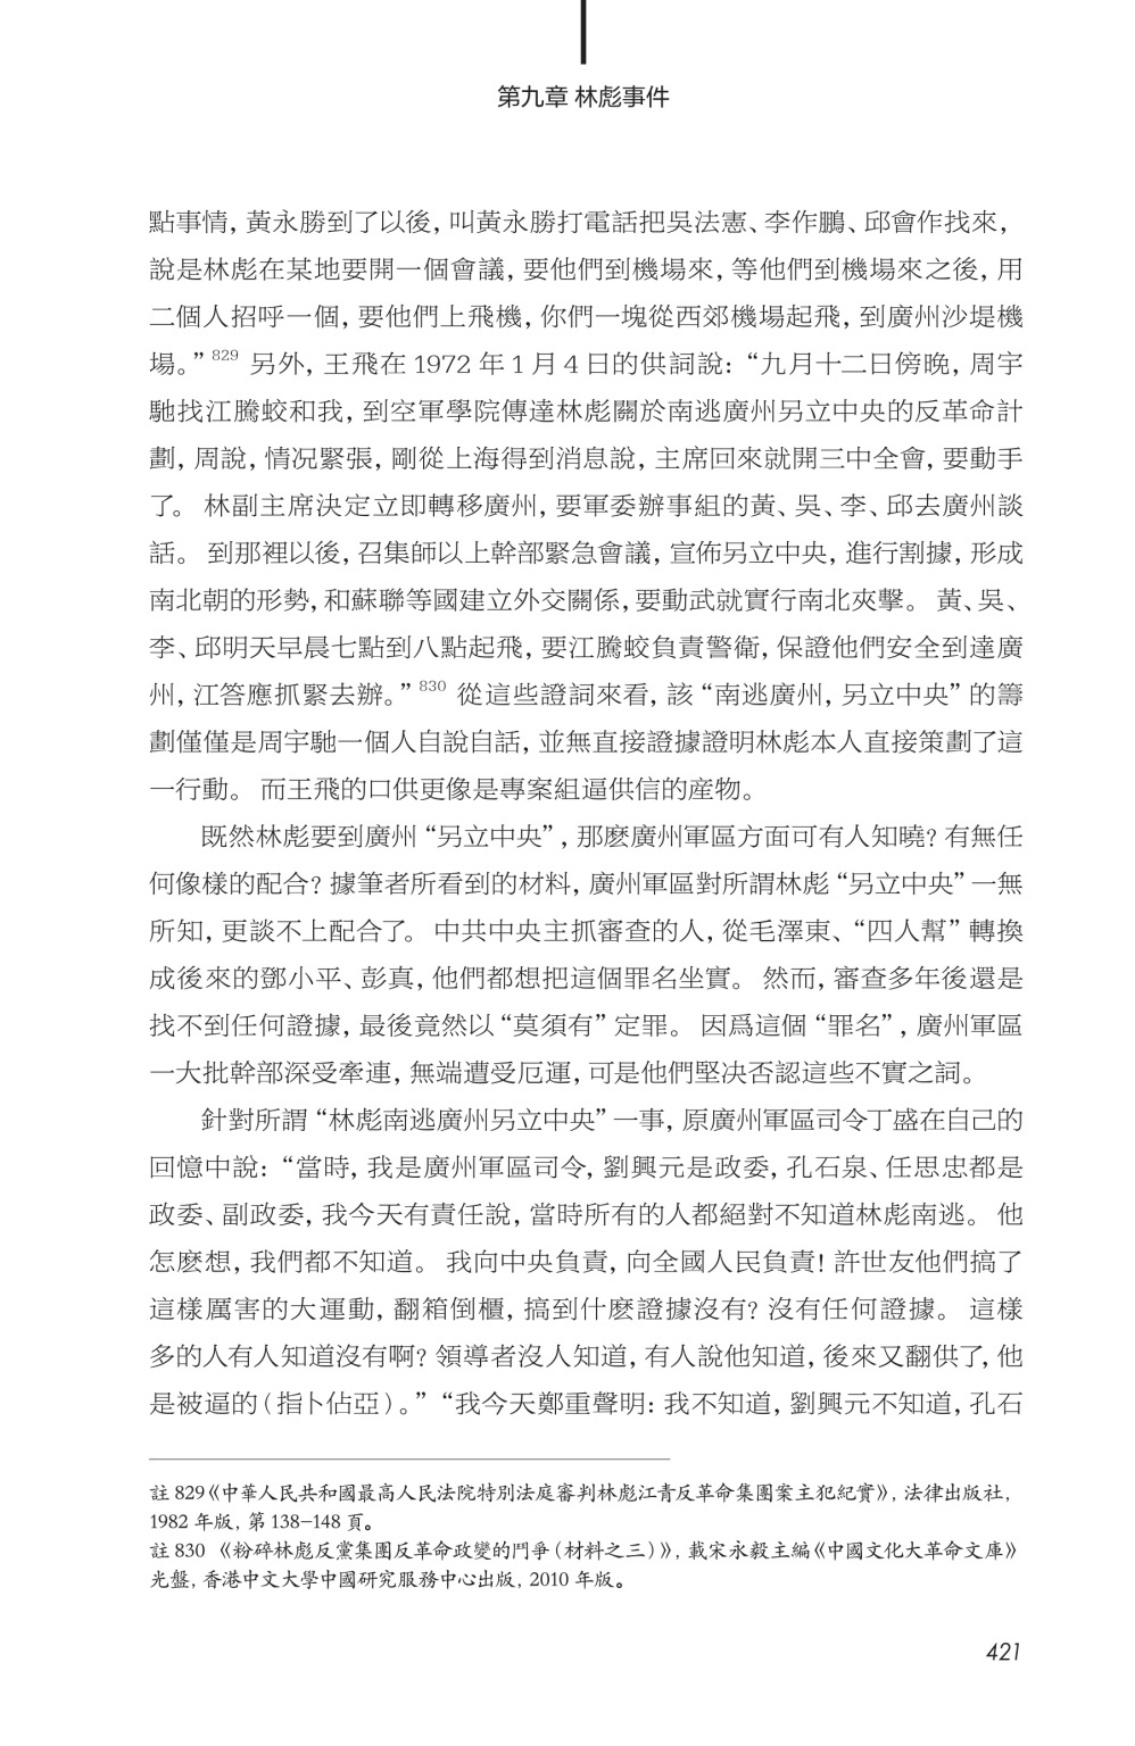 第九章 林彪事件
點事情，黃永勝到了以後，叫黃永勝打電話把吳法憲、李作鵬、邱會作找來，
說是林彪在某地要開一個會議，要他們到機場來，等他們到機場來之後，用
二個人招呼一個，要他們上飛機，你們一塊從西郊機場起飛，到廣州沙堤機
場。”829 另外，王飛在 1972 年 1 月 4 日的供詞說：“九月十二日傍晚，周宇
馳找江騰蛟和我，到空軍學院傳達林彪關於南逃廣州另立中央的反革命計
劃，周說，情況緊張，剛從上海得到消息說，主席回來就開三中全會，要動手
了。 林副主席決定立即轉移廣州，要軍委辦事組的黃、吳、李、邱去廣州談
話。 到那裡以後，召集師以上幹部緊急會議，宣佈另立中央，進行割據，形成
南北朝的形勢，和蘇聯等國建立外交關係，要動武就實行南北夾擊。 黃、吳、
李、邱明天早晨七點到八點起飛，要江騰蛟負責警衛，保證他們安全到達廣
州，江答應抓緊去辦。”830 從這些證詞來看，該“南逃廣州，另立中央”的籌
劃僅僅是周宇馳一個人自說自話，並無直接證據證明林彪本人直接策劃了這
一行動。 而王飛的口供更像是專案組逼供信的產物。
既然林彪要到廣州“另立中央”，那麽廣州軍區方面可有人知曉？有無任
何像樣的配合？據筆者所看到的材料，廣州軍區對所謂林彪“另立中央”一無
所知，更談不上配合了。 中共中央主抓審查的人，從毛澤東、“四人幫”轉換
成後來的鄧小平、彭真，他們都想把這個罪名坐實。 然而，審查多年後還是
找不到任何證據，最後竟然以“莫須有”定罪。 因爲這個“罪名”，廣州軍區
一大批幹部深受牽連，無端遭受厄運，可是他們堅決否認這些不實之詞。
針對所謂“林彪南逃廣州另立中央”一事，原廣州軍區司令丁盛在自己的
回憶中說：“當時，我是廣州軍區司令，劉興元是政委，孔石泉、任思忠都是
政委、副政委，我今天有責任說，當時所有的人都絕對不知道林彪南逃。 他
怎麽想，我們都不知道。 我向中央負責，向全國人民負責！許世友他們搞了
這樣厲害的大運動，翻箱倒櫃，搞到什麽證據沒有？沒有任何證據。 這樣
多的人有人知道沒有啊？領導者沒人知道，有人說他知道，後來又翻供了，他
是被逼的（指卜佔亞）。”“我今天鄭重聲明：我不知道，劉興元不知道，孔石
註 829《中華人民共和國最高人民法院特別法庭審判林彪江青反革命集團案主犯紀實》，法律出版社，
1982 年版，第 138–148 頁。
註 830 《粉碎林彪反黨集團反革命政變的鬥爭（材料之三）》，載宋永毅主編《中國文化大革命文庫》
光盤，香港中文大學中國研究服務中心出版，2010 年版。
421